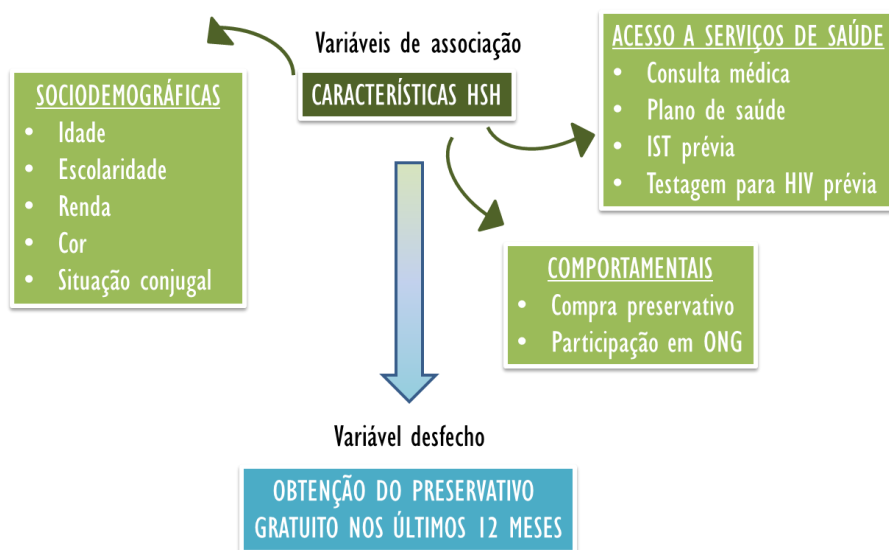 Variáveis de associação
CARACTERÍSTICAS HSH
SOCIODEMOGRÁFICAS
• Idade
• Escolaridade
• Renda
• Cor
• Situação conjugal
ACESSO A SERVIÇOS DE SAÚDE
• Consulta médica
• Plano de saúde
• IST prévia
• Testagem para HIV prévia
COMPORTAMENTAIS
• Compra preservativo
• Participação em ONG
Variável desfecho
OBTENÇÃO DO PRESERVATIVO
GRATUITO NOS ÚLTIMOS 12 MESES